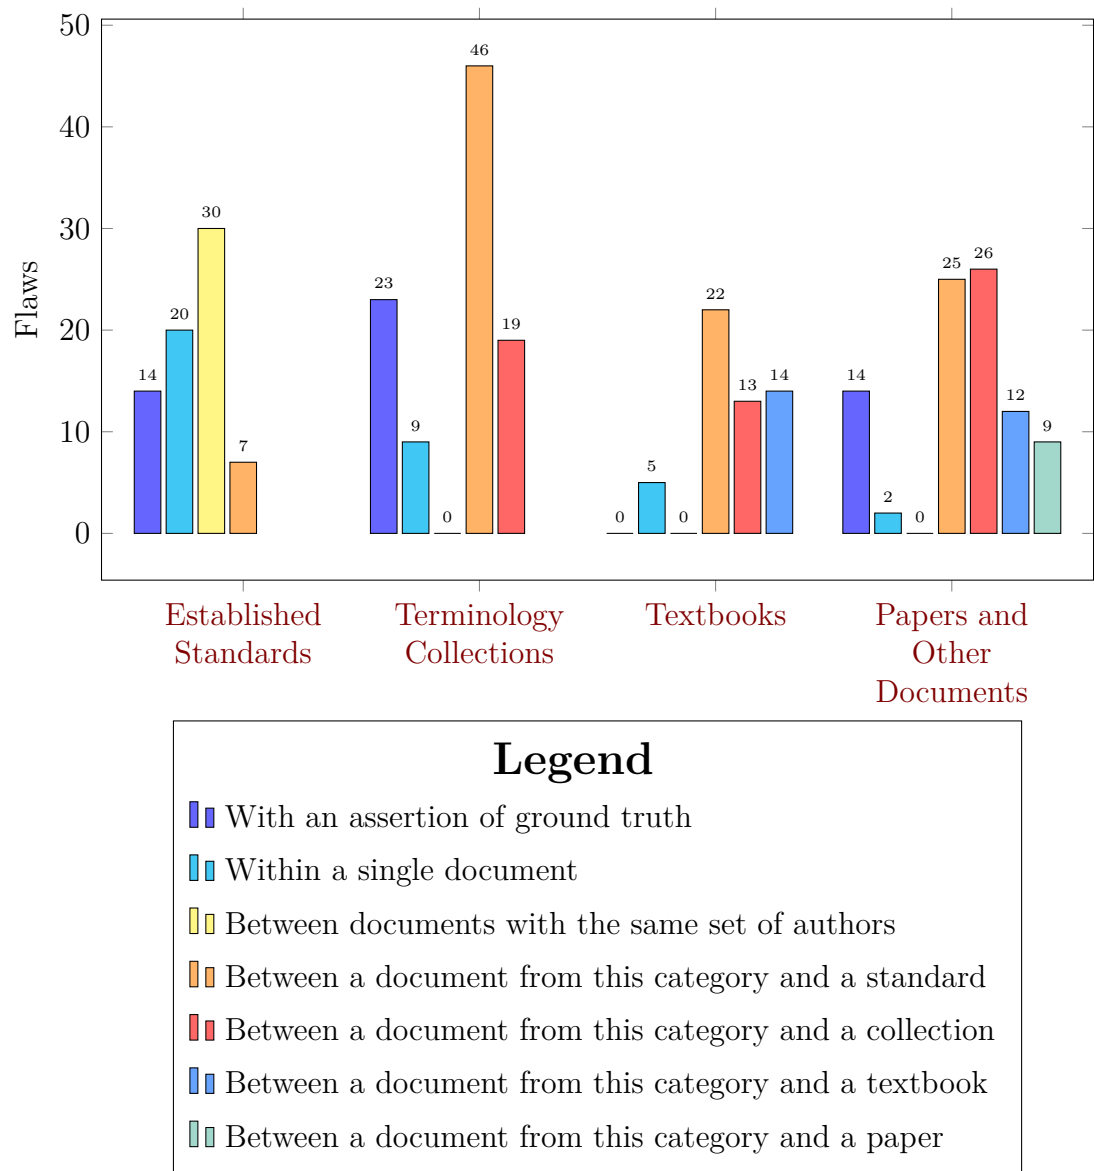 50
46
40
30
30
26
25
23
22
20
20
19
14
14
14
13
12
10
9
9
7
5
2
0
0
0
0
0
Flaws
Established
Standards
Terminology
Collections
Textbooks
Papers and
Other
Documents
Legend
With an assertion of ground truth
Within a single document
Between documents with the same set of authors
Between a document from this category and a standard
Between a document from this category and a collection
Between a document from this category and a textbook
Between a document from this category and a paper